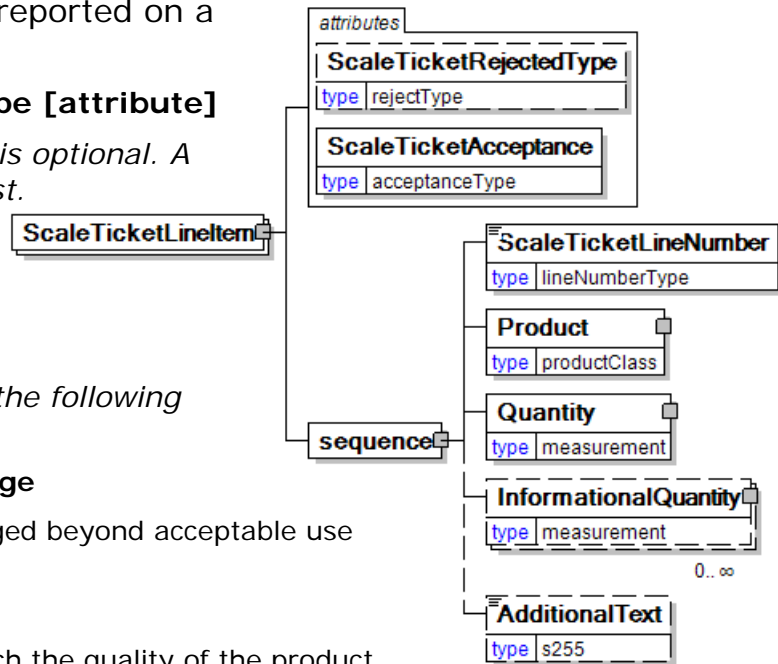 reported on a
pe [attribute]
is optional. A
st.
the following
ge
ged beyond acceptable use
ch the quality of the product
attributes
ScaleTicketRejectedType
type rejectType
ScaleTicketAcceptance
type acceptanceType
ScaleTicketLineItem
sequence
ScaleTicketLineNumber
type lineNumberType
Product
type productClass
Quantity
type measurement
InformationalQuantity
type measurement
0.. ∞
AdditionalText
type s255